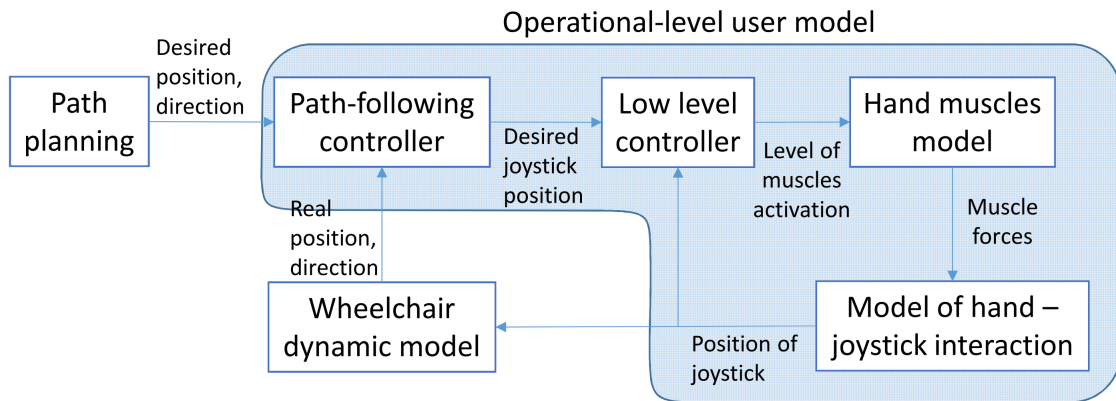 Operational-level user model
Desired
position,
direction
Path
planning
Path-following
controller
Desired
joystick
position
Low level
controller
Level of
muscles
activation
Hand muscles
model
Muscle
forces
Real
position,
direction
Wheelchair
dynamic model
Position of
joystick
Model of hand –
joystick interaction